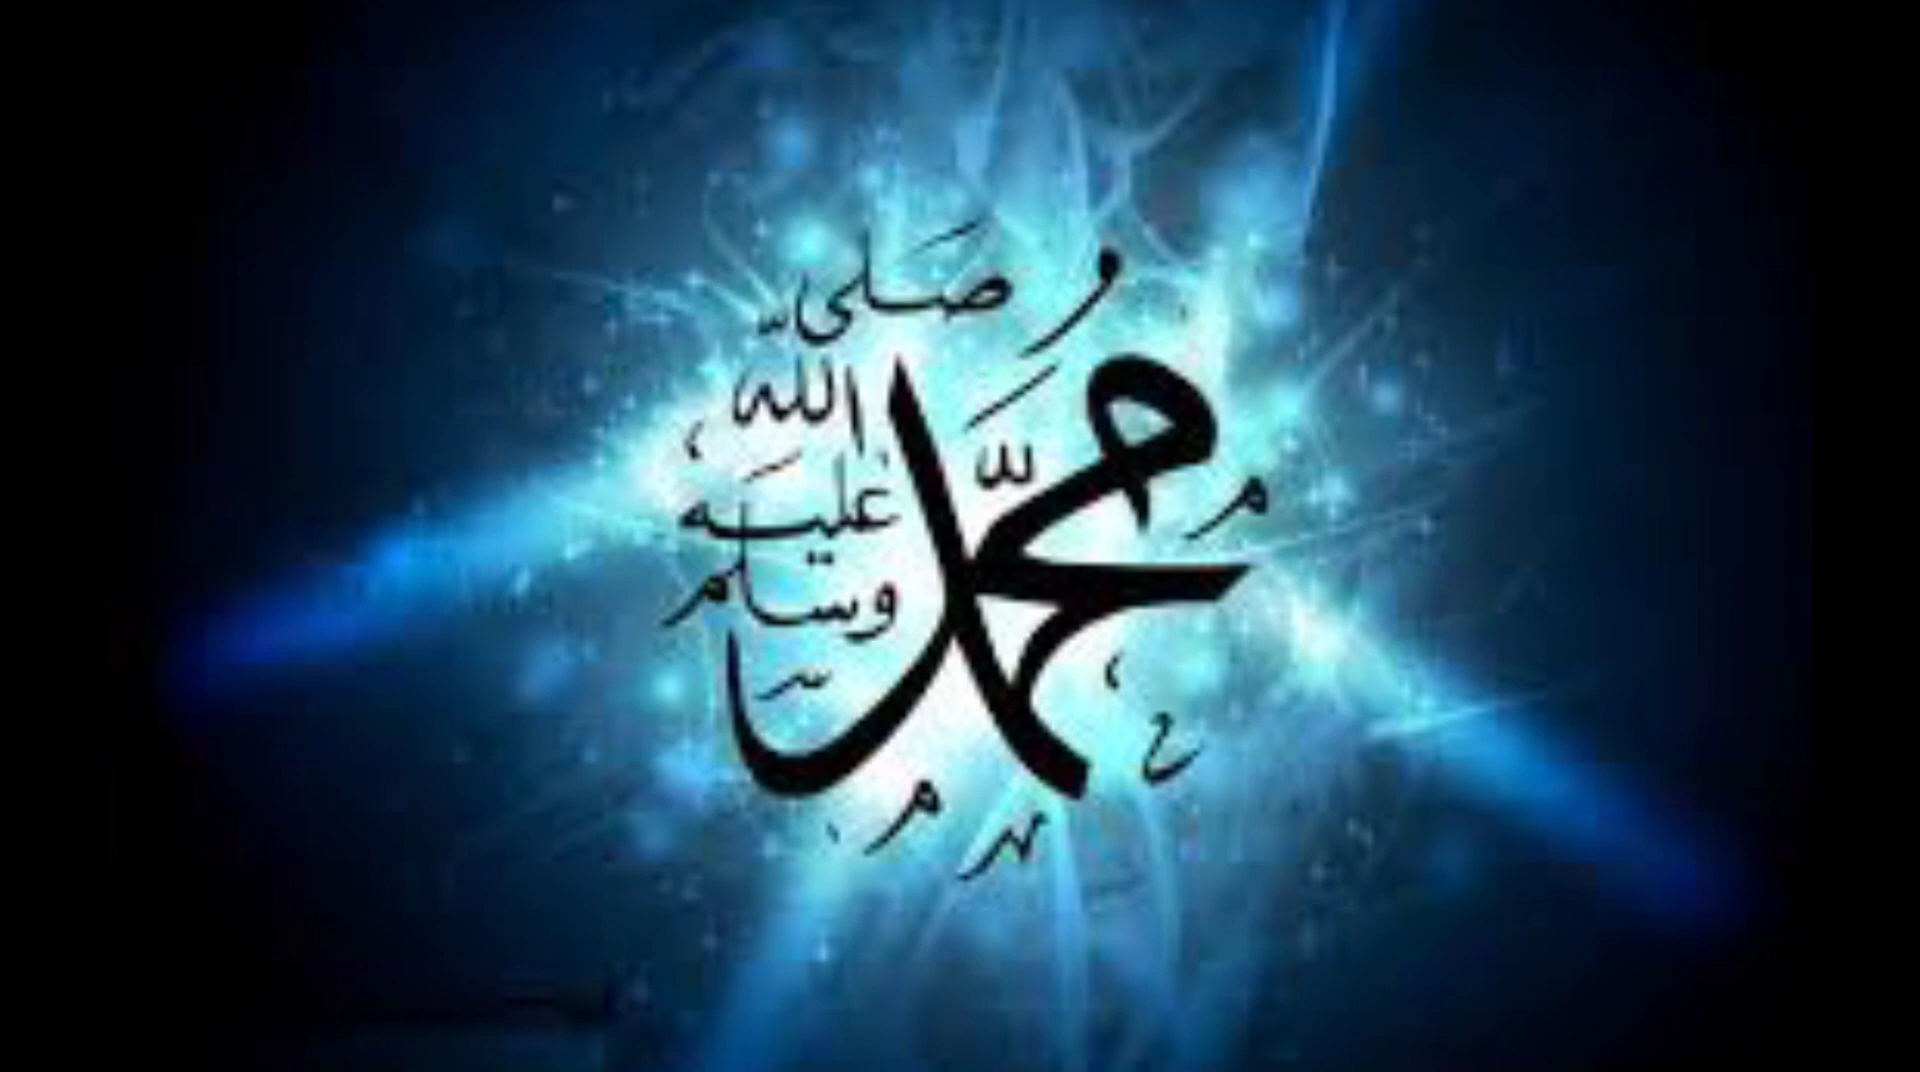 محمد
صلى
الله
عليه
وسلم